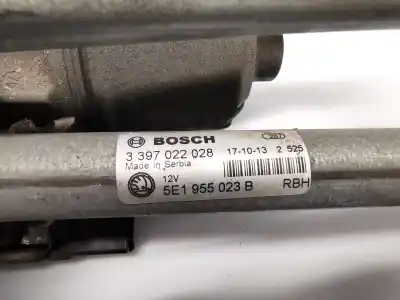 BOSCH
3 397 022 028 17-10-13 2 525
Made in Serbia
12V
5E1 955 023 B RBH